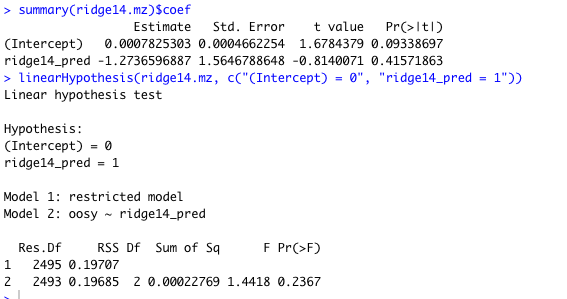 > summary(ridge14.mz)$coef
Estimate Std. Error t value Pr(>|t|)
(Intercept) 0.0007825303 0.0004662254 1.6784379 0.09338697
ridge14_pred -1.2736596887 1.5646788648 -0.8140071 0.41571863
> linearHypothesis(ridge14.mz, c("(Intercept) = 0", "ridge14_pred = 1"))
Linear hypothesis test
Hypothesis:
(Intercept) = 0
ridge14_pred = 1
Model 1: restricted model
Model 2: oosy ~ ridge14_pred
Res.Df RSS Df Sum of Sq F Pr(>F)
1 2495 0.19707
2 2493 0.19685 2 0.00022769 1.4418 0.2367
>